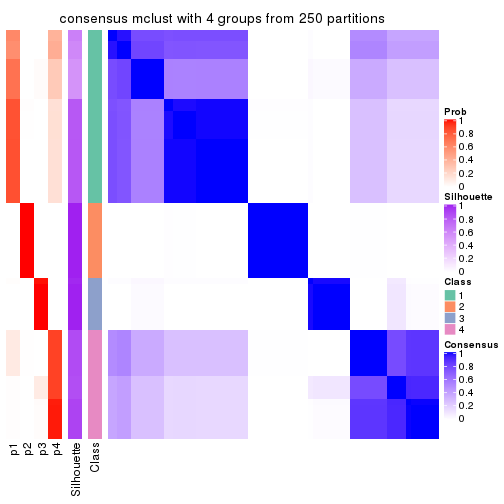 consensus mclust with 4 groups from 250 partitions
Prob
1
0.8
0.6
0.4
0.2
0
Silhouette
1
0.8
0.6
0.4
0.2
0
Class
1
2
3
4
Consensus
1
0.8
0.6
0.4
0.2
0
p1
p2
p3
p4
Silhouette
Class